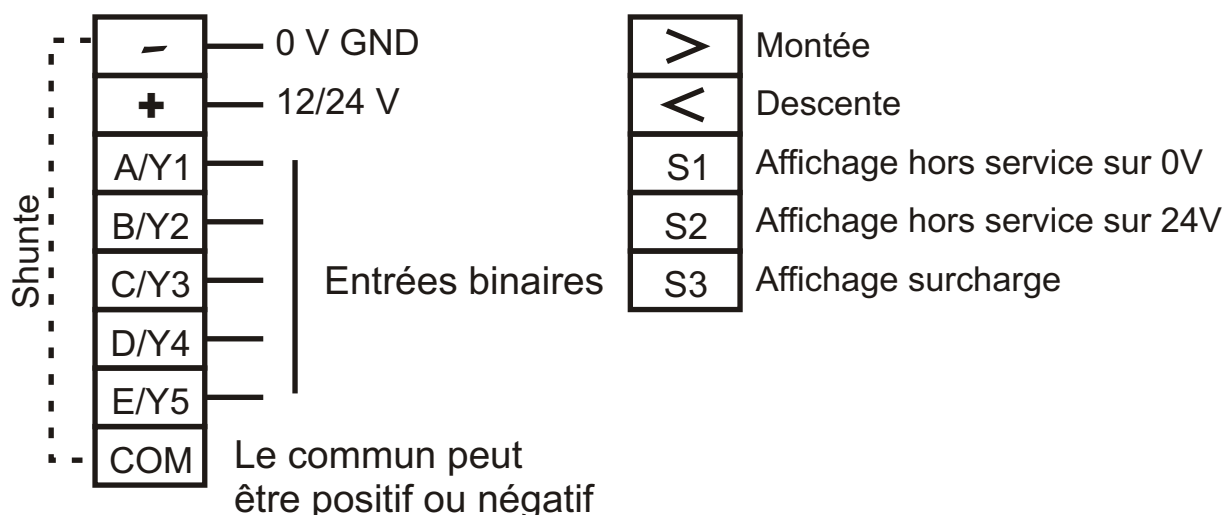 Shunte
- 0 V GND
+ 12/24 V
A/Y1
B/Y2
C/Y3
D/Y4
E/Y5
COM
Entrées binaires
Le commun peut
être positif ou négatif
> Montée
< Descente
S1 Affichage hors service sur 0V
S2 Affichage hors service sur 24V
S3 Affichage surcharge